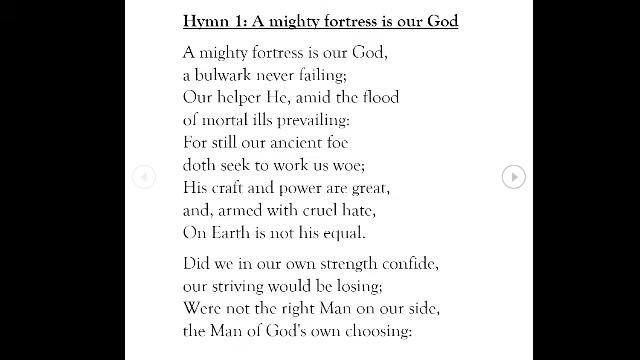 Hymn 1: A mighty fortress is our God
A mighty fortress is our God,
a bulwark never failing;
Our helper He, amid the flood
of mortal ills prevailing:
For still our ancient foe
doth seek to work us woe;
His craft and power are great,
and, armed with cruel hate,
On Earth is not his equal.
Did we in our own strength confide,
our striving would be losing;
Were not the right Man on our side,
the Man of God's own choosing: